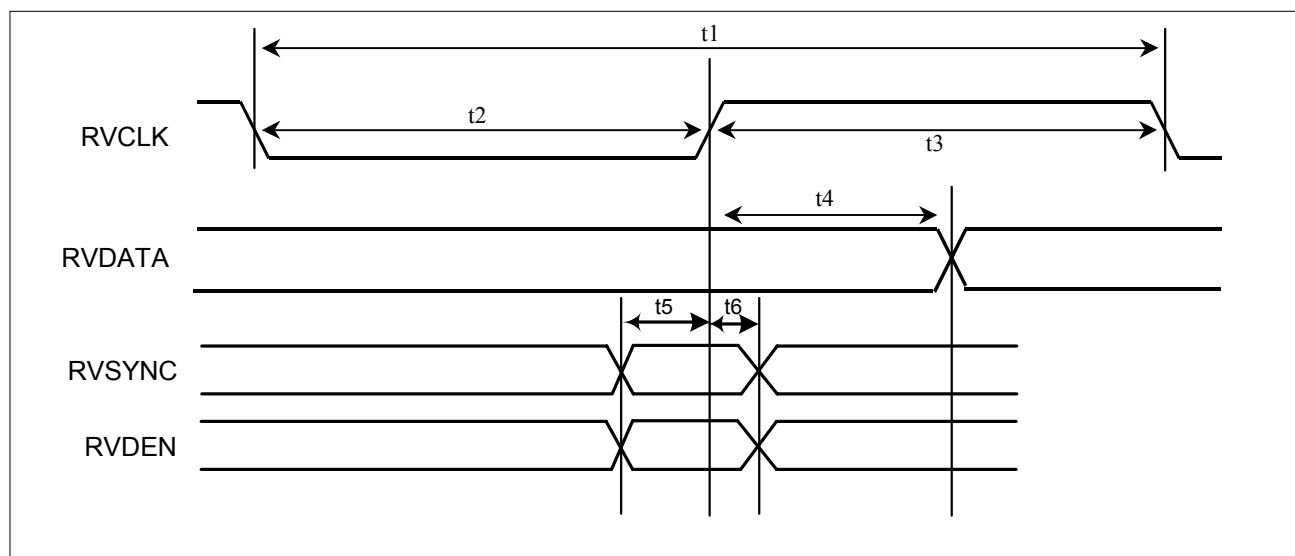 t1
RVCLK
t2
t3
t4
RVDATA
t5
t6
RVSYNC
RVDEN